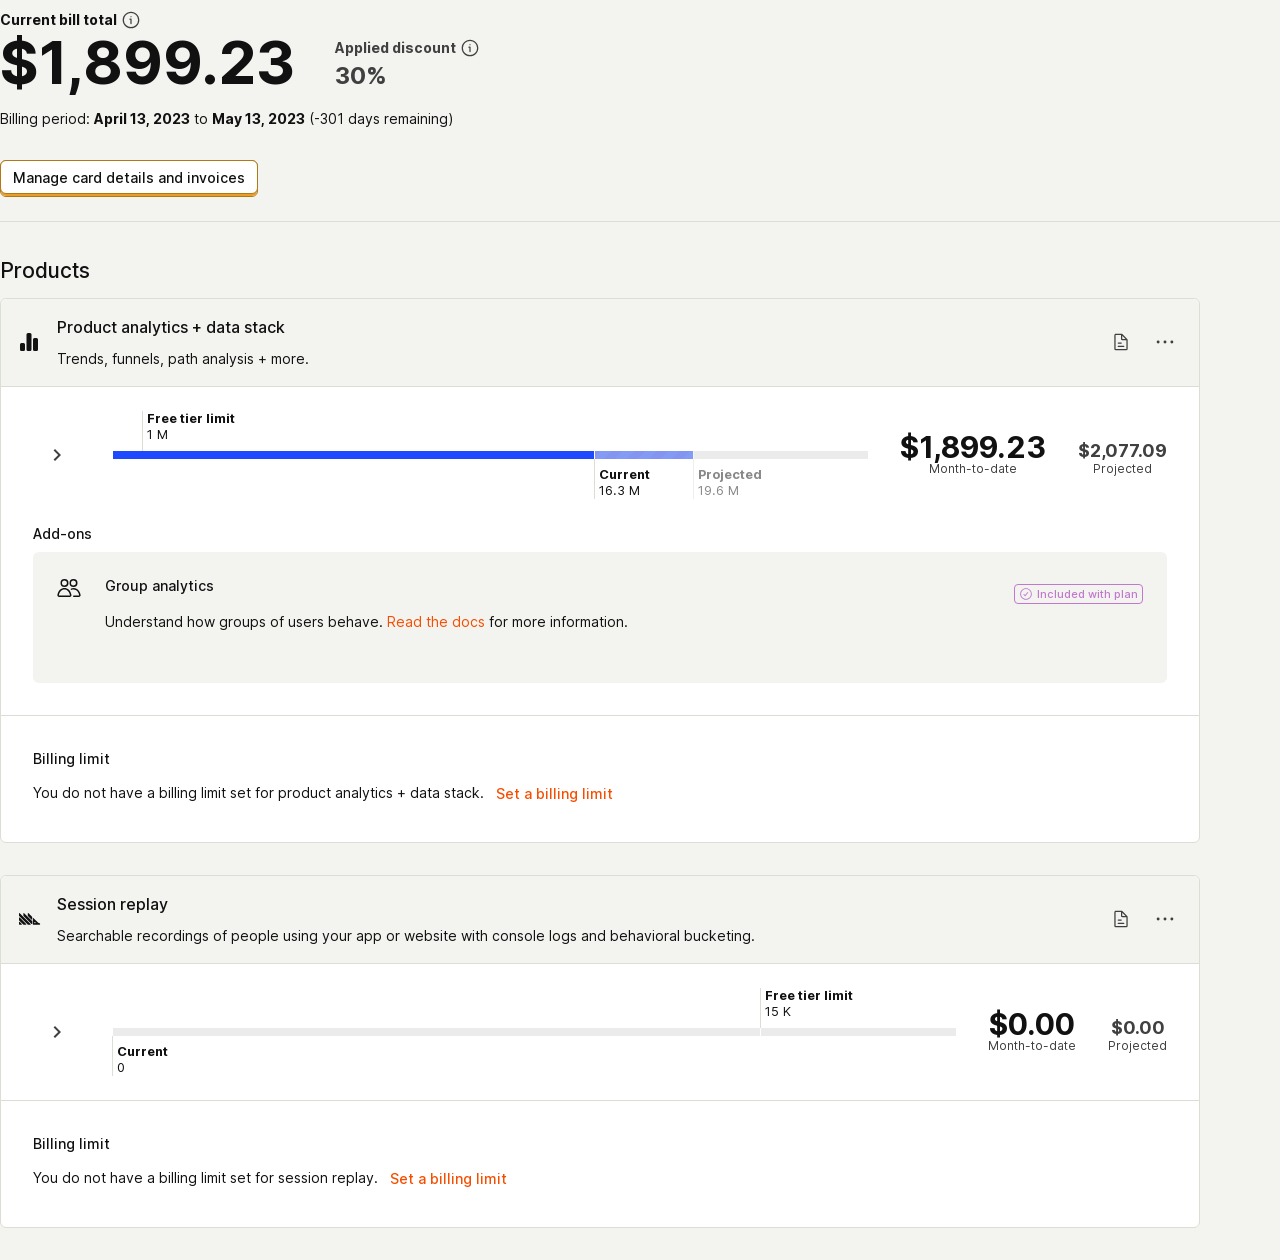 Current bill total
$1,899.23
Applied discount
30%
Billing period: April 13, 2023 to May 13, 2023 (-301 days remaining)
Manage card details and invoices
Products
Product analytics + data stack
Trends, funnels, path analysis + more.
Free tier limit
1 M
Current
16.3 M
Projected
19.6 M
$1,899.23
Month-to-date
$2,077.09
Projected
Add-ons
Group analytics
Included with plan
Understand how groups of users behave. Read the docs for more information.
Billing limit
You do not have a billing limit set for product analytics + data stack. Set a billing limit
Session replay
Searchable recordings of people using your app or website with console logs and behavioral bucketing.
Free tier limit
15 K
Current
0
$0.00
Month-to-date
$0.00
Projected
Billing limit
You do not have a billing limit set for session replay. Set a billing limit